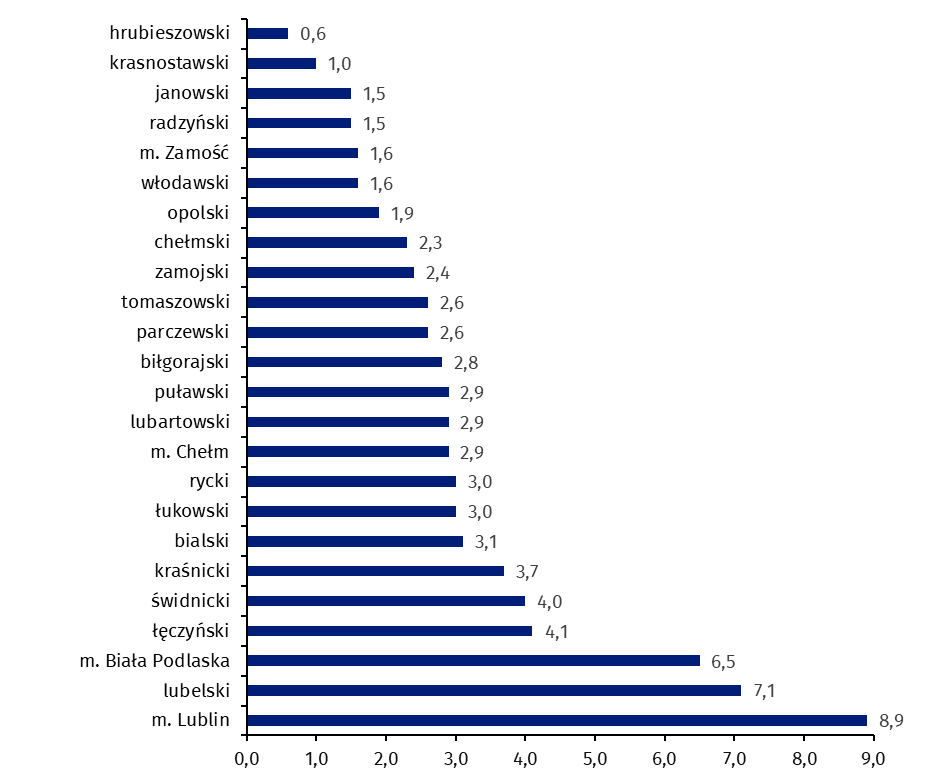 hrubieszowski 0,6
krasnostawski 1,0
janowski 1,5
radzyński 1,5
m. Zamość 1,6
włodawski 1,6
opolski 1,9
chełmski 2,3
zamojski 2,4
tomaszowski 2,6
parczewski 2,6
biłgorajski 2,8
puławski 2,9
lubartowski 2,9
m. Chełm 2,9
rycki 3,0
łukowski 3,0
bialski 3,1
kraśnicki 3,7
świdnicki 4,0
łęczyński 4,1
m. Biała Podlaska 6,5
lubelski 7,1
m. Lublin 8,9
0,0 1,0 2,0 3,0 4,0 5,0 6,0 7,0 8,0 9,0